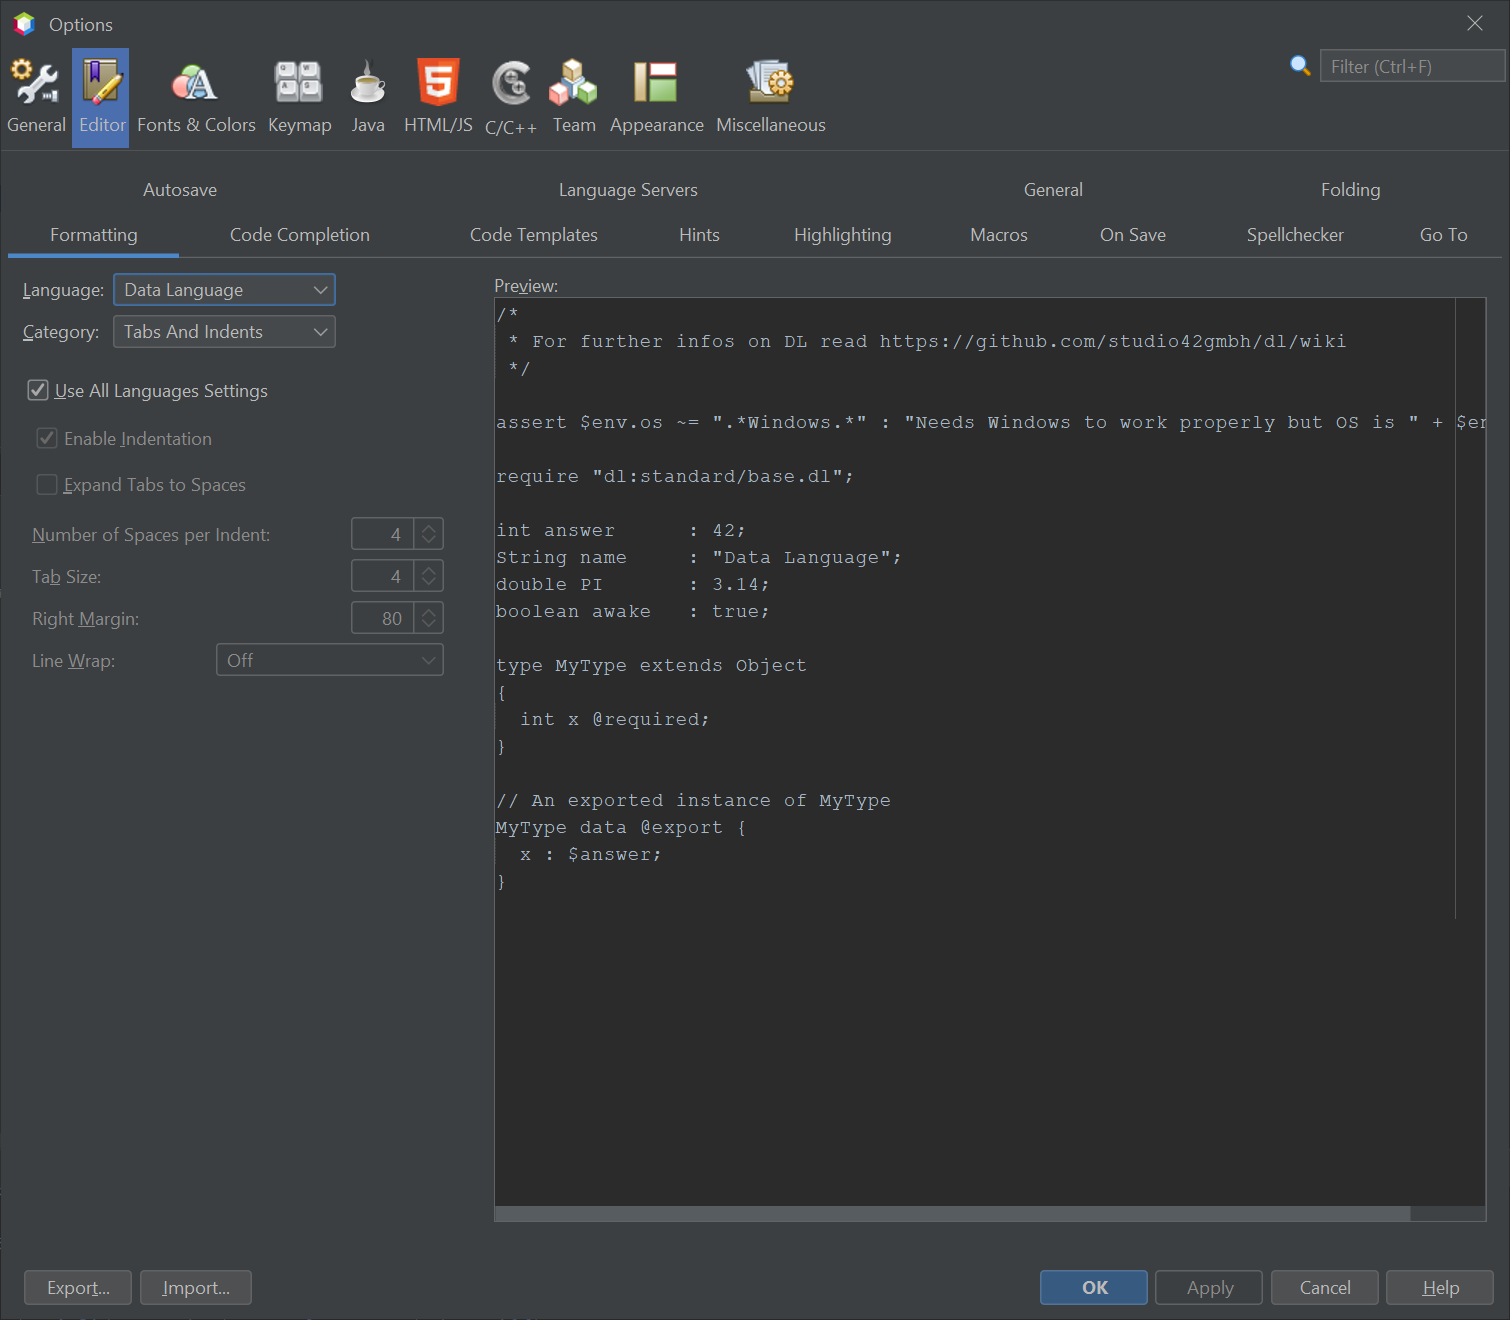 Options
Filter (Ctrl+F)
General Editor Fonts & Colors Keymap Java HTML/JS C/C++ Team Appearance Miscellaneous
Autosave Language Servers General Folding
Formatting Code Completion Code Templates Hints Highlighting Macros On Save Spellchecker Go To
Language: Data Language
Category: Tabs And Indents
Use All Languages Settings
Enable Indentation
Expand Tabs to Spaces
Number of Spaces per Indent: 4
Tab Size: 4
Right Margin: 80
Line Wrap: Off
Preview:
/*
 * For further infos on DL read https://github.com/studio42gmbh/dl/wiki
 */
assert $env.os ~= ".*Windows.*" : "Needs Windows to work properly but OS is " + $en
require "dl:standard/base.dl";
int answer      : 42;
String name     : "Data Language";
double PI       : 3.14;
boolean awake   : true;
type MyType extends Object
{
  int x @required;
}
// An exported instance of MyType
MyType data @export {
  x : $answer;
}
Export... Import... OK Apply Cancel Help